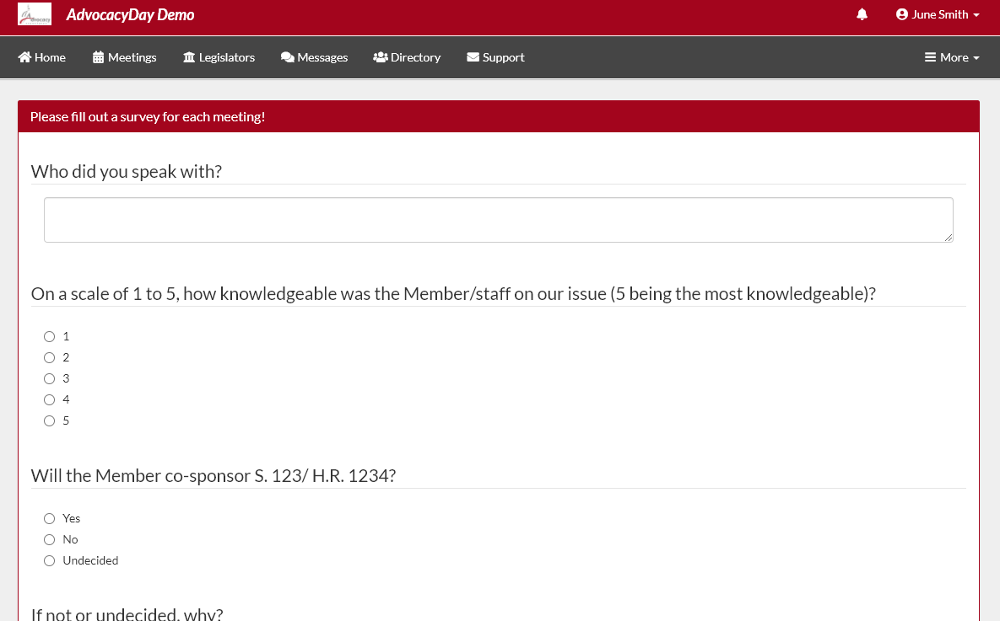 AdvocacyDay Demo
June Smith
Home
Meetings
Legislators
Messages
Directory
Support
More
Please fill out a survey for each meeting!
Who did you speak with?
On a scale of 1 to 5, how knowledgeable was the Member/staff on our issue (5 being the most knowledgeable)?
1
2
3
4
5
Will the Member co-sponsor S. 123/ H.R. 1234?
Yes
No
Undecided
If not or undecided, why?